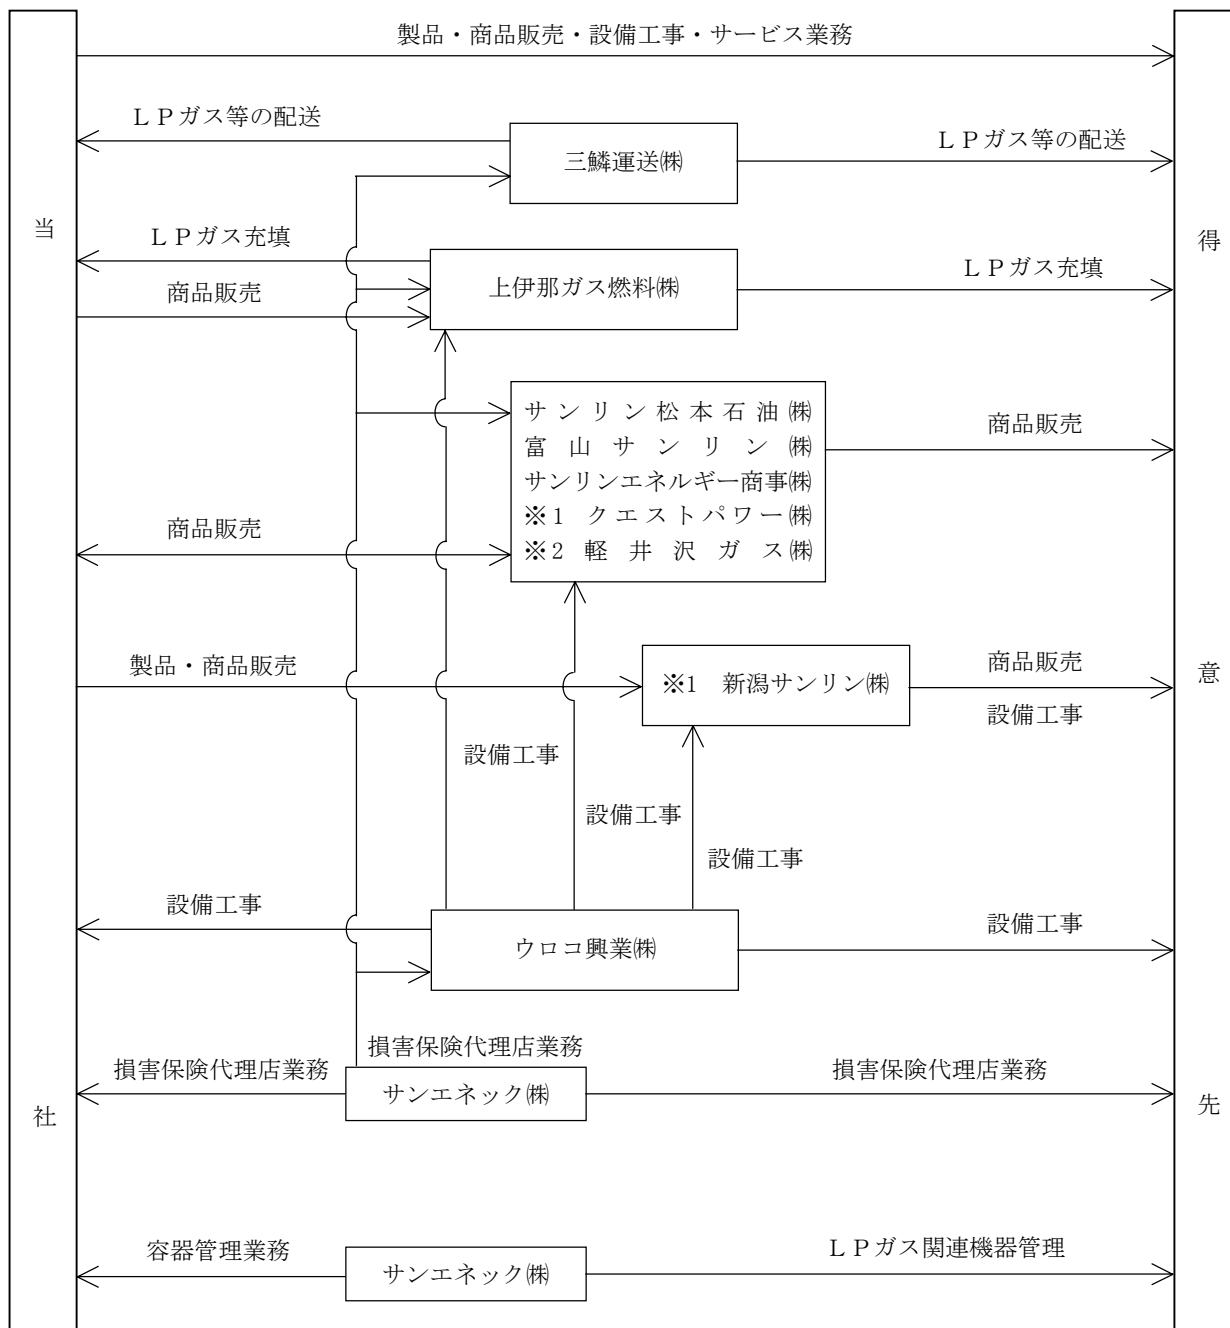 製品・商品販売・設備工事・サービス業務
ＬＰガス等の配送
三鱗運送㈱
ＬＰガス等の配送
当
得
ＬＰガス充填
商品販売
上伊那ガス燃料㈱
ＬＰガス充填
サンリン松本石油㈱
富山サンリン㈱
サンリンエネルギー商事㈱
※1 クエストパワー㈱
※2 軽井沢ガス㈱
商品販売
商品販売
製品・商品販売
※1 新潟サンリン㈱
商品販売
設備工事
意
設備工事
設備工事
設備工事
設備工事
ウロコ興業㈱
設備工事
損害保険代理店業務
損害保険代理店業務
サンエネック㈱
損害保険代理店業務
社
先
容器管理業務
サンエネック㈱
ＬＰガス関連機器管理